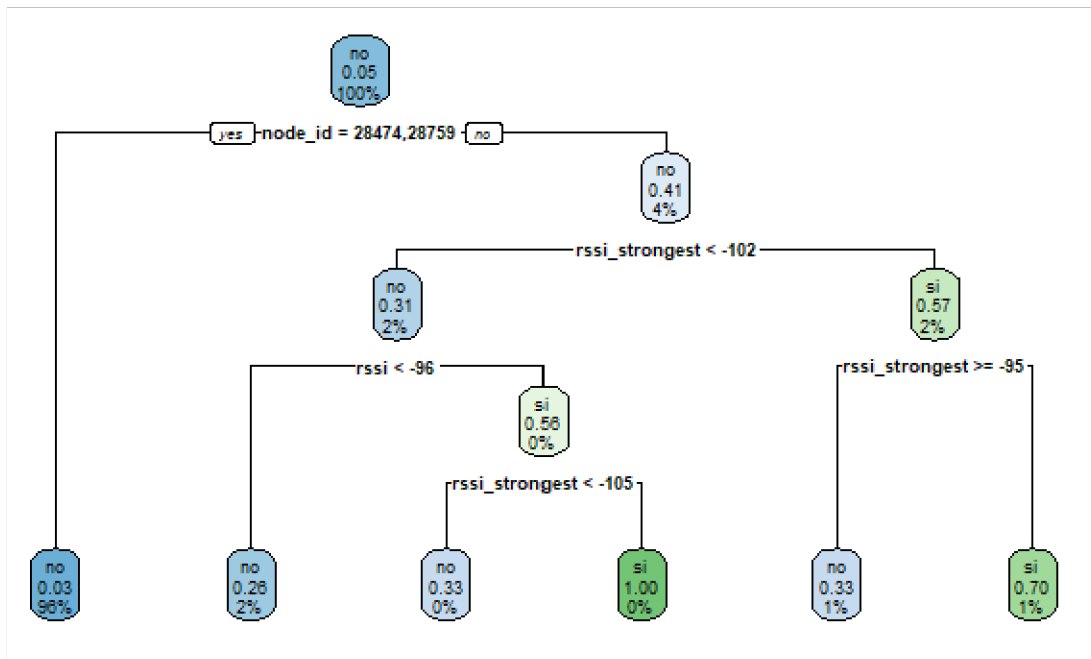 no
0.05
100%
yes node_id = 28474,28759 no
no
0.41
4%
rssi_strongest < -102
no
0.31
2%
si
0.57
2%
rssi < -96
rssi_strongest >= -95
si
0.56
0%
rssi_strongest < -105
no
0.03
96%
no
0.26
2%
no
0.33
0%
si
1.00
0%
no
0.33
1%
si
0.70
1%